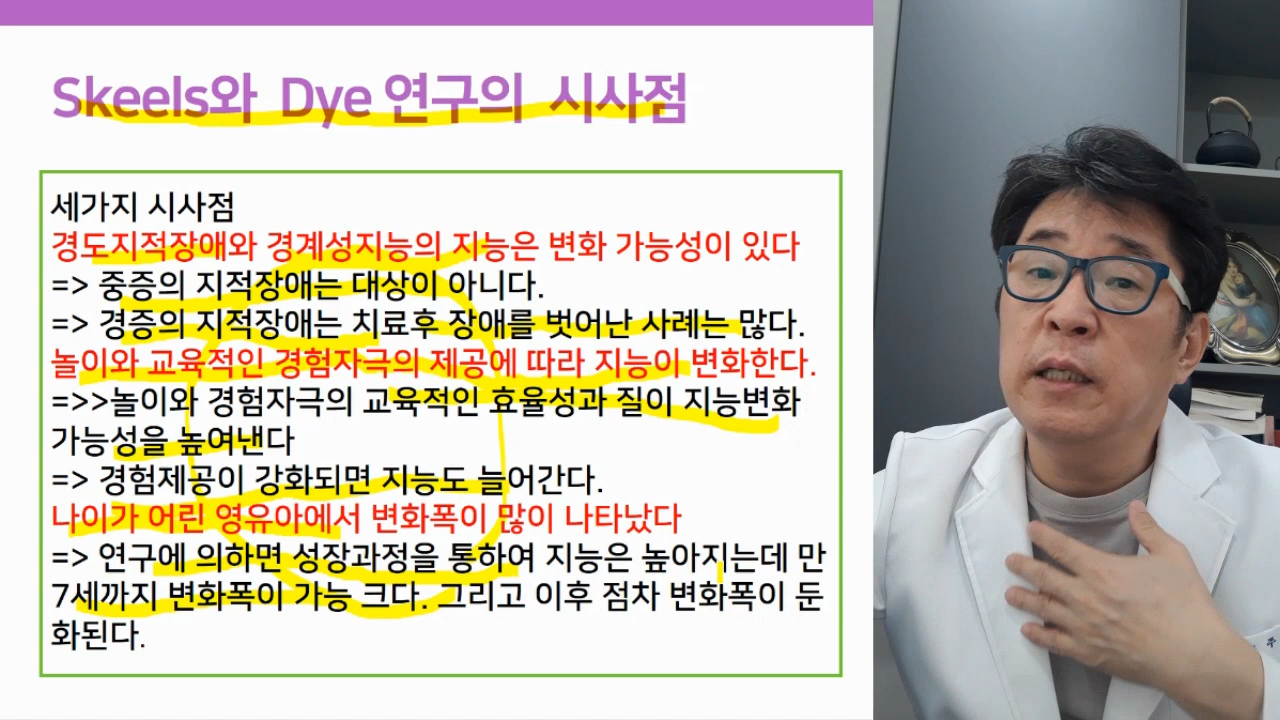 Skeels와 Dye 연구의 시사점
세가지 시사점
경도지적장애와 경계성지능의 지능은 변화 가능성이 있다
=> 중증의 지적장애는 대상이 아니다.
=> 경증의 지적장애는 치료후 장애를 벗어난 사례는 많다.
놀이와 교육적인 경험자극의 제공에 따라 지능이 변화한다.
=>>놀이와 경험자극의 교육적인 효율성과 질이 지능변화
가능성을 높여낸다
=> 경험제공이 강화되면 지능도 늘어간다.
나이가 어린 영유아에서 변화폭이 많이 나타났다
=> 연구에 의하면 성장과정을 통하여 지능은 높아지는데 만
7세까지 변화폭이 가능 크다. 그리고 이후 점차 변화폭이 둔
화된다.